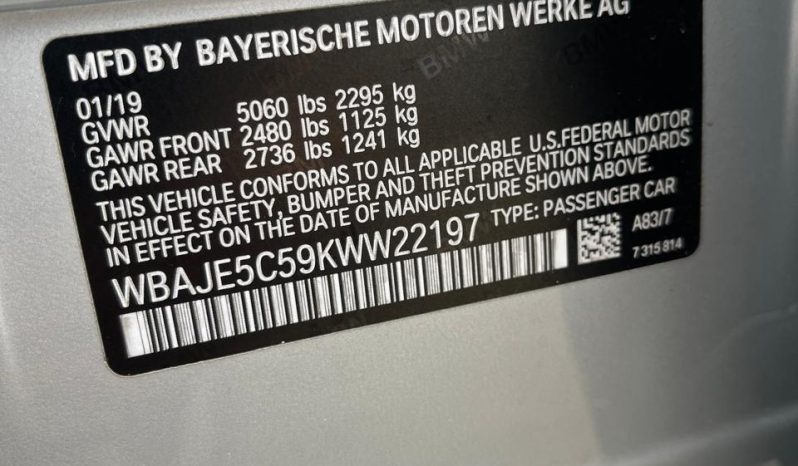 MFD BY BAYERISCHE MOTOREN WERKE AG
01/19
GVWR 5060 lbs 2295 kg
GAWR FRONT 2480 lbs 1125 kg
GAWR REAR 2736 lbs 1241 kg
THIS VEHICLE CONFORMS TO ALL APPLICABLE U.S.FEDERAL MOTOR
VEHICLE SAFETY, BUMPER AND THEFT PREVENTION STANDARDS
IN EFFECT ON THE DATE OF MANUFACTURE SHOWN ABOVE.
WBAJE5C59KWW22197 TYPE: PASSENGER CAR
A83/7
7 315 814
BMW